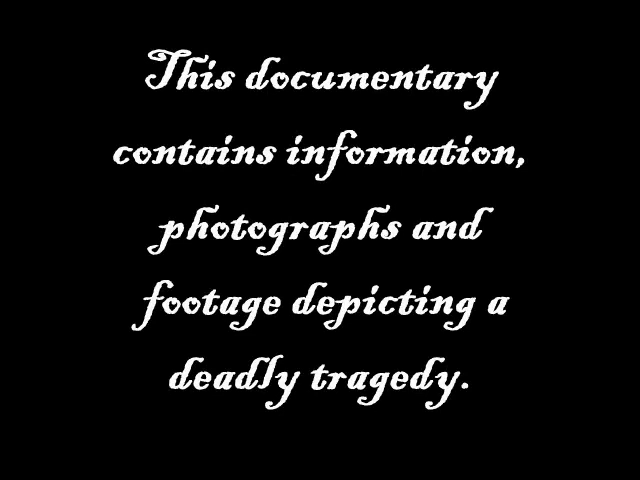 This documentary
contains information,
photographs and
footage depicting a
deadly tragedy.